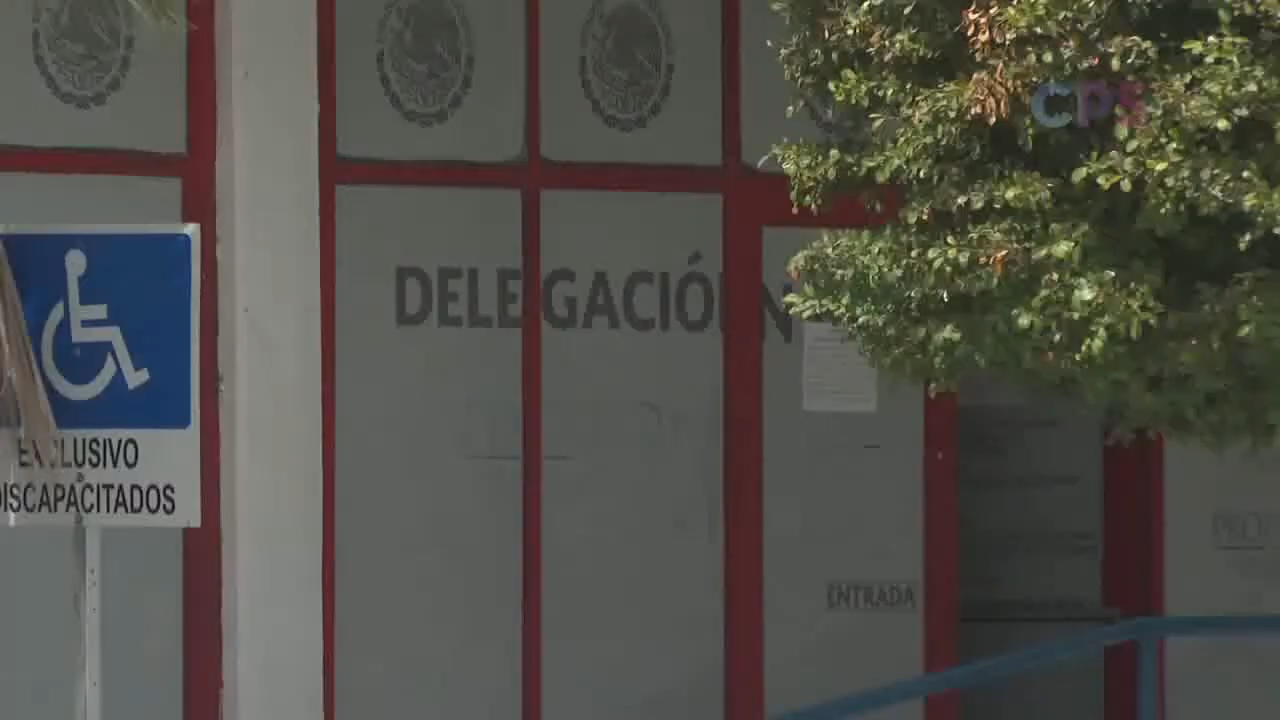 cps
DELEGACIÓN
EXCLUSIVO
DISCAPACITADOS
ENTRADA